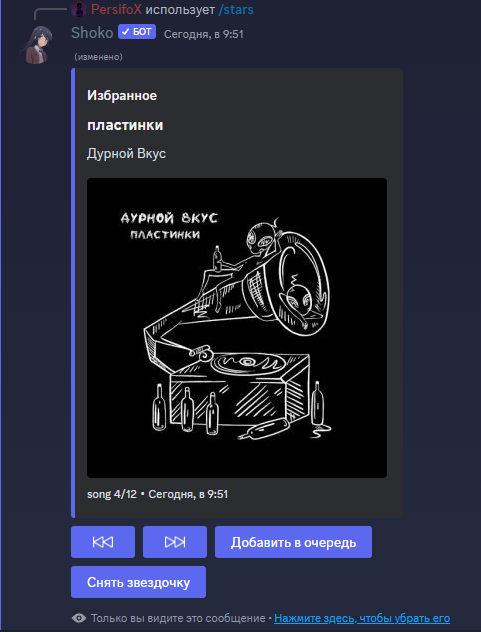 PersifoX использует /stars
Shoko ✓ БОТ Сегодня, в 9:51
(изменено)
Избранное
пластинки
Дурной Вкус
ДУРНОЙ ВКУС
ПЛАСТИНКИ
song 4/12 • Сегодня, в 9:51
Добавить в очередь
Снять звездочку
Только вы видите это сообщение • Нажмите здесь, чтобы убрать его